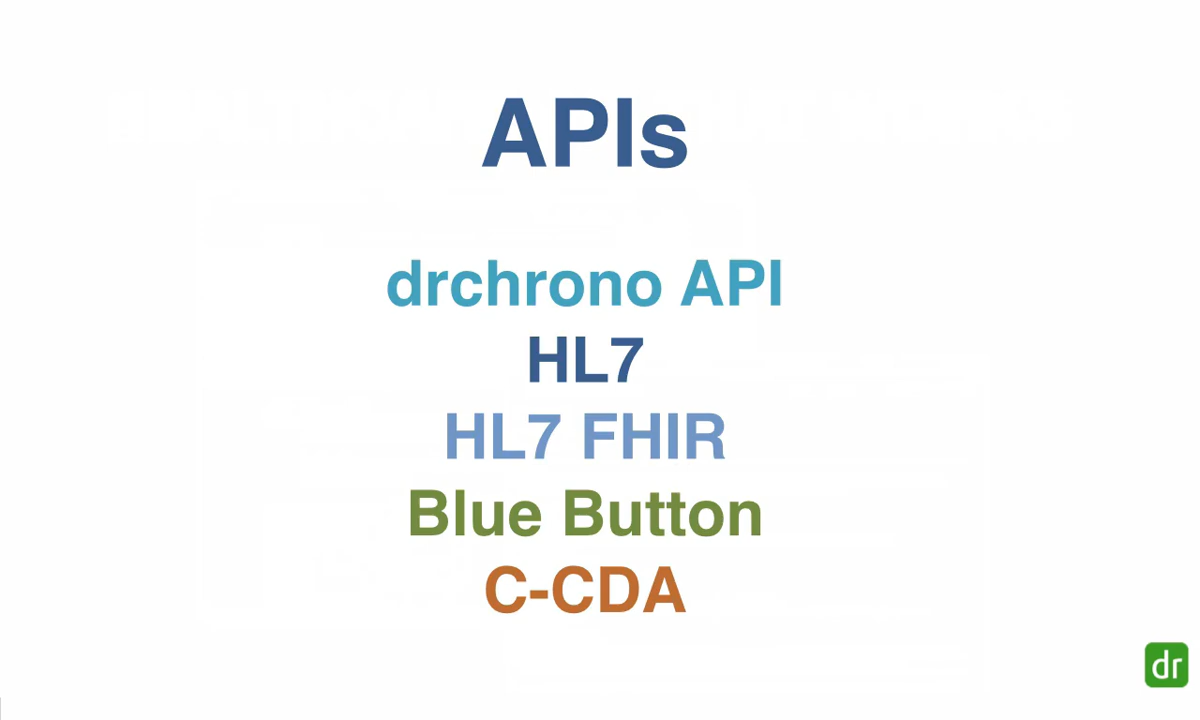 APIs
drchrono API
HL7
HL7 FHIR
Blue Button
C-CDA
dr